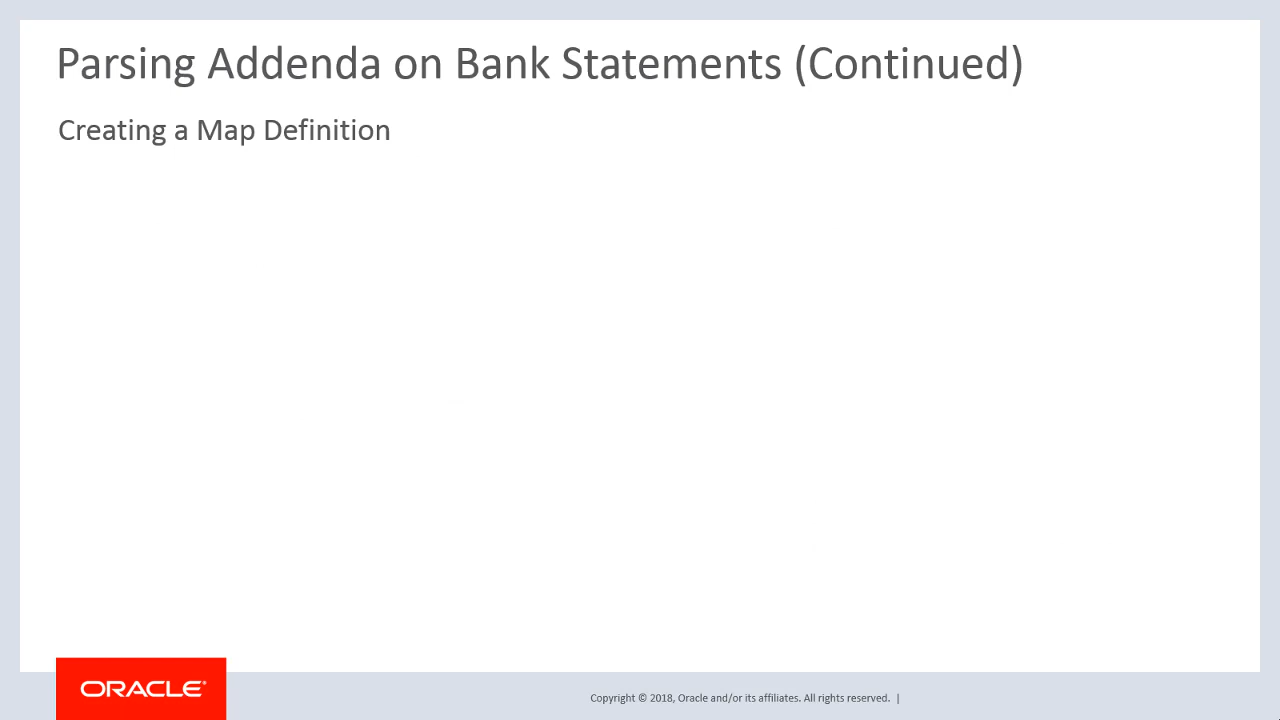 Parsing Addenda on Bank Statements (Continued)
Creating a Map Definition
ORACLE®
Copyright © 2018, Oracle and/or its affiliates. All rights reserved. |